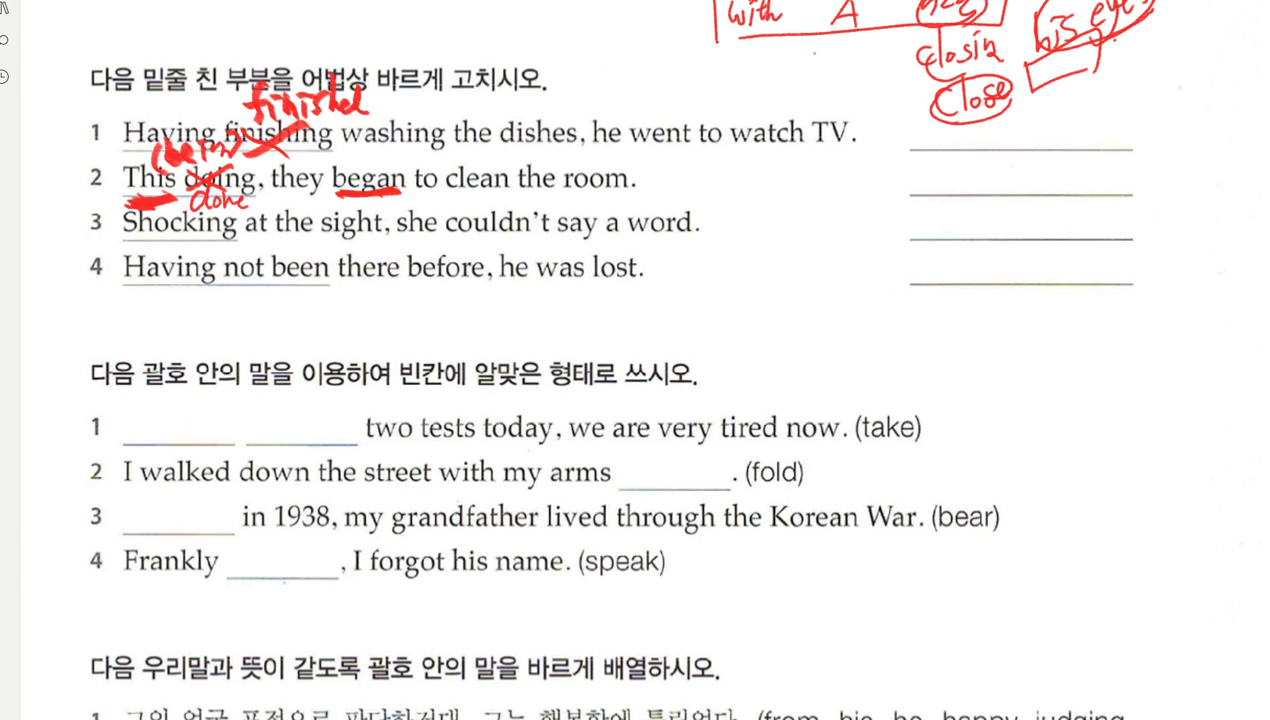 with A
closing
close
다음 밑줄 친 부분을 어법상 바르게 고치시오.
finished
1 Having finishing washing the dishes, he went to watch TV.
(being)
2 This doing, they began to clean the room.
done
3 Shocking at the sight, she couldn't say a word.
4 Having not been there before, he was lost.
다음 괄호 안의 말을 이용하여 빈칸에 알맞은 형태로 쓰시오.
1 two tests today, we are very tired now. (take)
2 I walked down the street with my arms . (fold)
3 in 1938, my grandfather lived through the Korean War. (bear)
4 Frankly , I forgot his name. (speak)
다음 우리말과 뜻이 같도록 괄호 안의 말을 바르게 배열하시오.